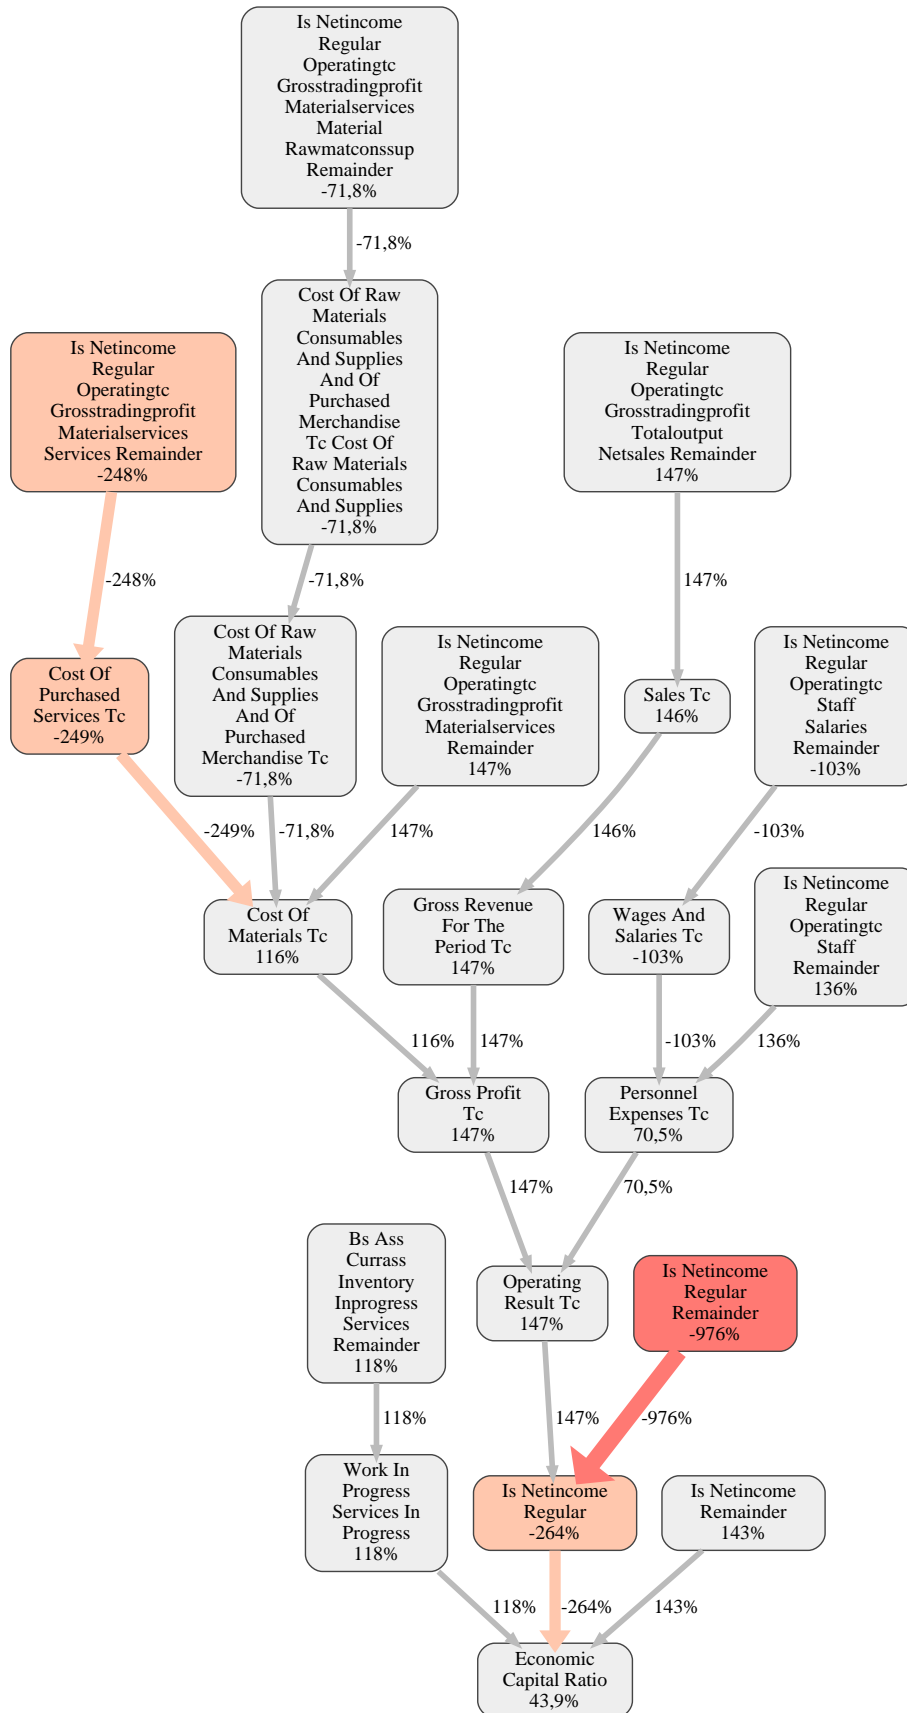 Is Netincome
Regular
Operatingtc
Grosstradingprofit
Materialservices
Material
Rawmatconssup
Remainder
-71,8%
-71,8%
Cost Of Raw
Materials
Consumables
And Supplies
And Of
Purchased
Merchandise
Tc Cost Of
Raw Materials
Consumables
And Supplies
-71,8%
Is Netincome
Regular
Operatingtc
Grosstradingprofit
Materialservices
Services Remainder
-248%
Is Netincome
Regular
Operatingtc
Grosstradingprofit
Totaloutput
Netsales Remainder
147%
-248%
-71,8%
147%
Cost Of
Purchased
Services Tc
-249%
Cost Of Raw
Materials
Consumables
And Supplies
And Of
Purchased
Merchandise Tc
-71,8%
Is Netincome
Regular
Operatingtc
Grosstradingprofit
Materialservices
Remainder
147%
Sales Tc
146%
Is Netincome
Regular
Operatingtc
Staff
Salaries
Remainder
-103%
-249%
-71,8%
147%
146%
-103%
Cost Of
Materials Tc
116%
Gross Revenue
For The
Period Tc
147%
Wages And
Salaries Tc
-103%
Is Netincome
Regular
Operatingtc
Staff
Remainder
136%
116%
147%
-103%
136%
Gross Profit
Tc
147%
Personnel
Expenses Tc
70,5%
147%
70,5%
Bs Ass
Currass
Inventory
Inprogress
Services
Remainder
118%
Operating
Result Tc
147%
Is Netincome
Regular
Remainder
-976%
118%
147%
-976%
Work In
Progress
Services In
Progress
118%
Is Netincome
Regular
-264%
Is Netincome
Remainder
143%
118%
-264%
143%
Economic
Capital Ratio
43,9%